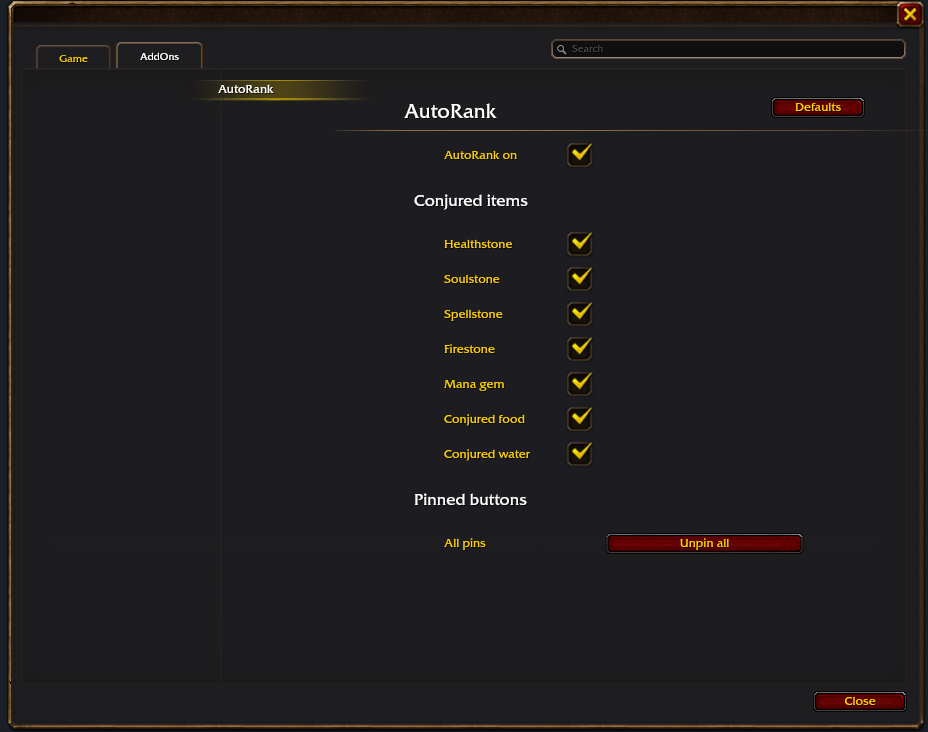 Game
AddOns
Search
AutoRank
AutoRank
Defaults
AutoRank on
Conjured items
Healthstone
Soulstone
Spellstone
Firestone
Mana gem
Conjured food
Conjured water
Pinned buttons
All pins
Unpin all
Close